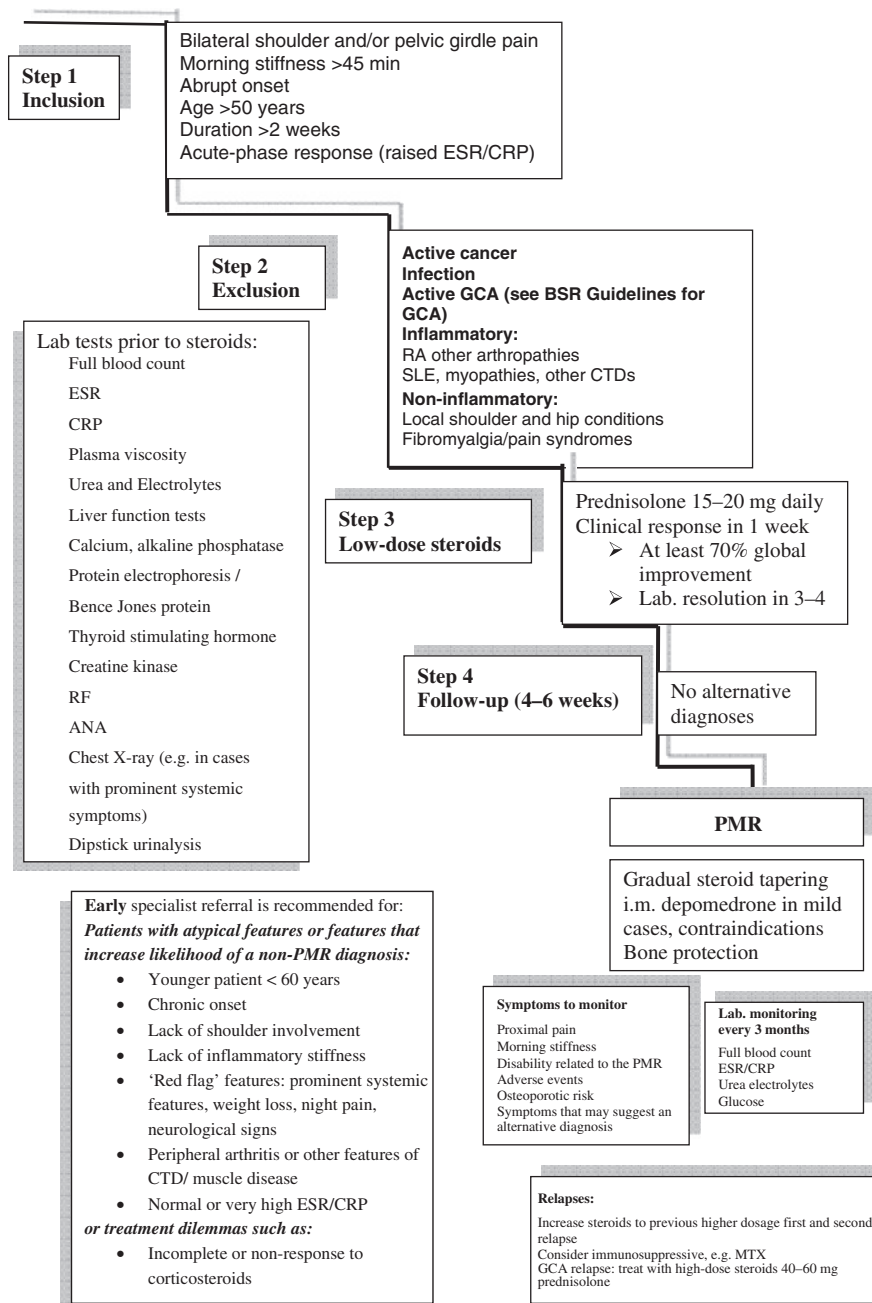 Step 1
Inclusion
Bilateral shoulder and/or pelvic girdle pain
Morning stiffness >45 min
Abrupt onset
Age >50 years
Duration >2 weeks
Acute-phase response (raised ESR/CRP)
Step 2
Exclusion
Active cancer
Infection
Active GCA (see BSR Guidelines for
GCA)
Inflammatory:
RA other arthropathies
SLE, myopathies, other CTDs
Non-inflammatory:
Local shoulder and hip conditions
Fibromyalgia/pain syndromes
Lab tests prior to steroids:
Full blood count
ESR
CRP
Plasma viscosity
Urea and Electrolytes
Liver function tests
Calcium, alkaline phosphatase
Protein electrophoresis /
Bence Jones protein
Thyroid stimulating hormone
Creatine kinase
RF
ANA
Chest X-ray (e.g. in cases
with prominent systemic
symptoms)
Dipstick urinalysis
Step 3
Low-dose steroids
Prednisolone 15–20 mg daily
Clinical response in 1 week
➢ At least 70% global
improvement
➢ Lab. resolution in 3–4
Step 4
Follow-up (4–6 weeks)
No alternative
diagnoses
PMR
Gradual steroid tapering
i.m. depomedrone in mild
cases, contraindications
Bone protection
Early specialist referral is recommended for:
Patients with atypical features or features that
increase likelihood of a non-PMR diagnosis:
• Younger patient < 60 years
• Chronic onset
• Lack of shoulder involvement
• Lack of inflammatory stiffness
• ‘Red flag’ features: prominent systemic
features, weight loss, night pain,
neurological signs
• Peripheral arthritis or other features of
CTD/ muscle disease
• Normal or very high ESR/CRP
or treatment dilemmas such as:
• Incomplete or non-response to
corticosteroids
Symptoms to monitor
Proximal pain
Morning stiffness
Disability related to the PMR
Adverse events
Osteoporotic risk
Symptoms that may suggest an
alternative diagnosis
Lab. monitoring
every 3 months
Full blood count
ESR/CRP
Urea electrolytes
Glucose
Relapses:
Increase steroids to previous higher dosage first and second
relapse
Consider immunosuppressive, e.g. MTX
GCA relapse: treat with high-dose steroids 40–60 mg
prednisolone